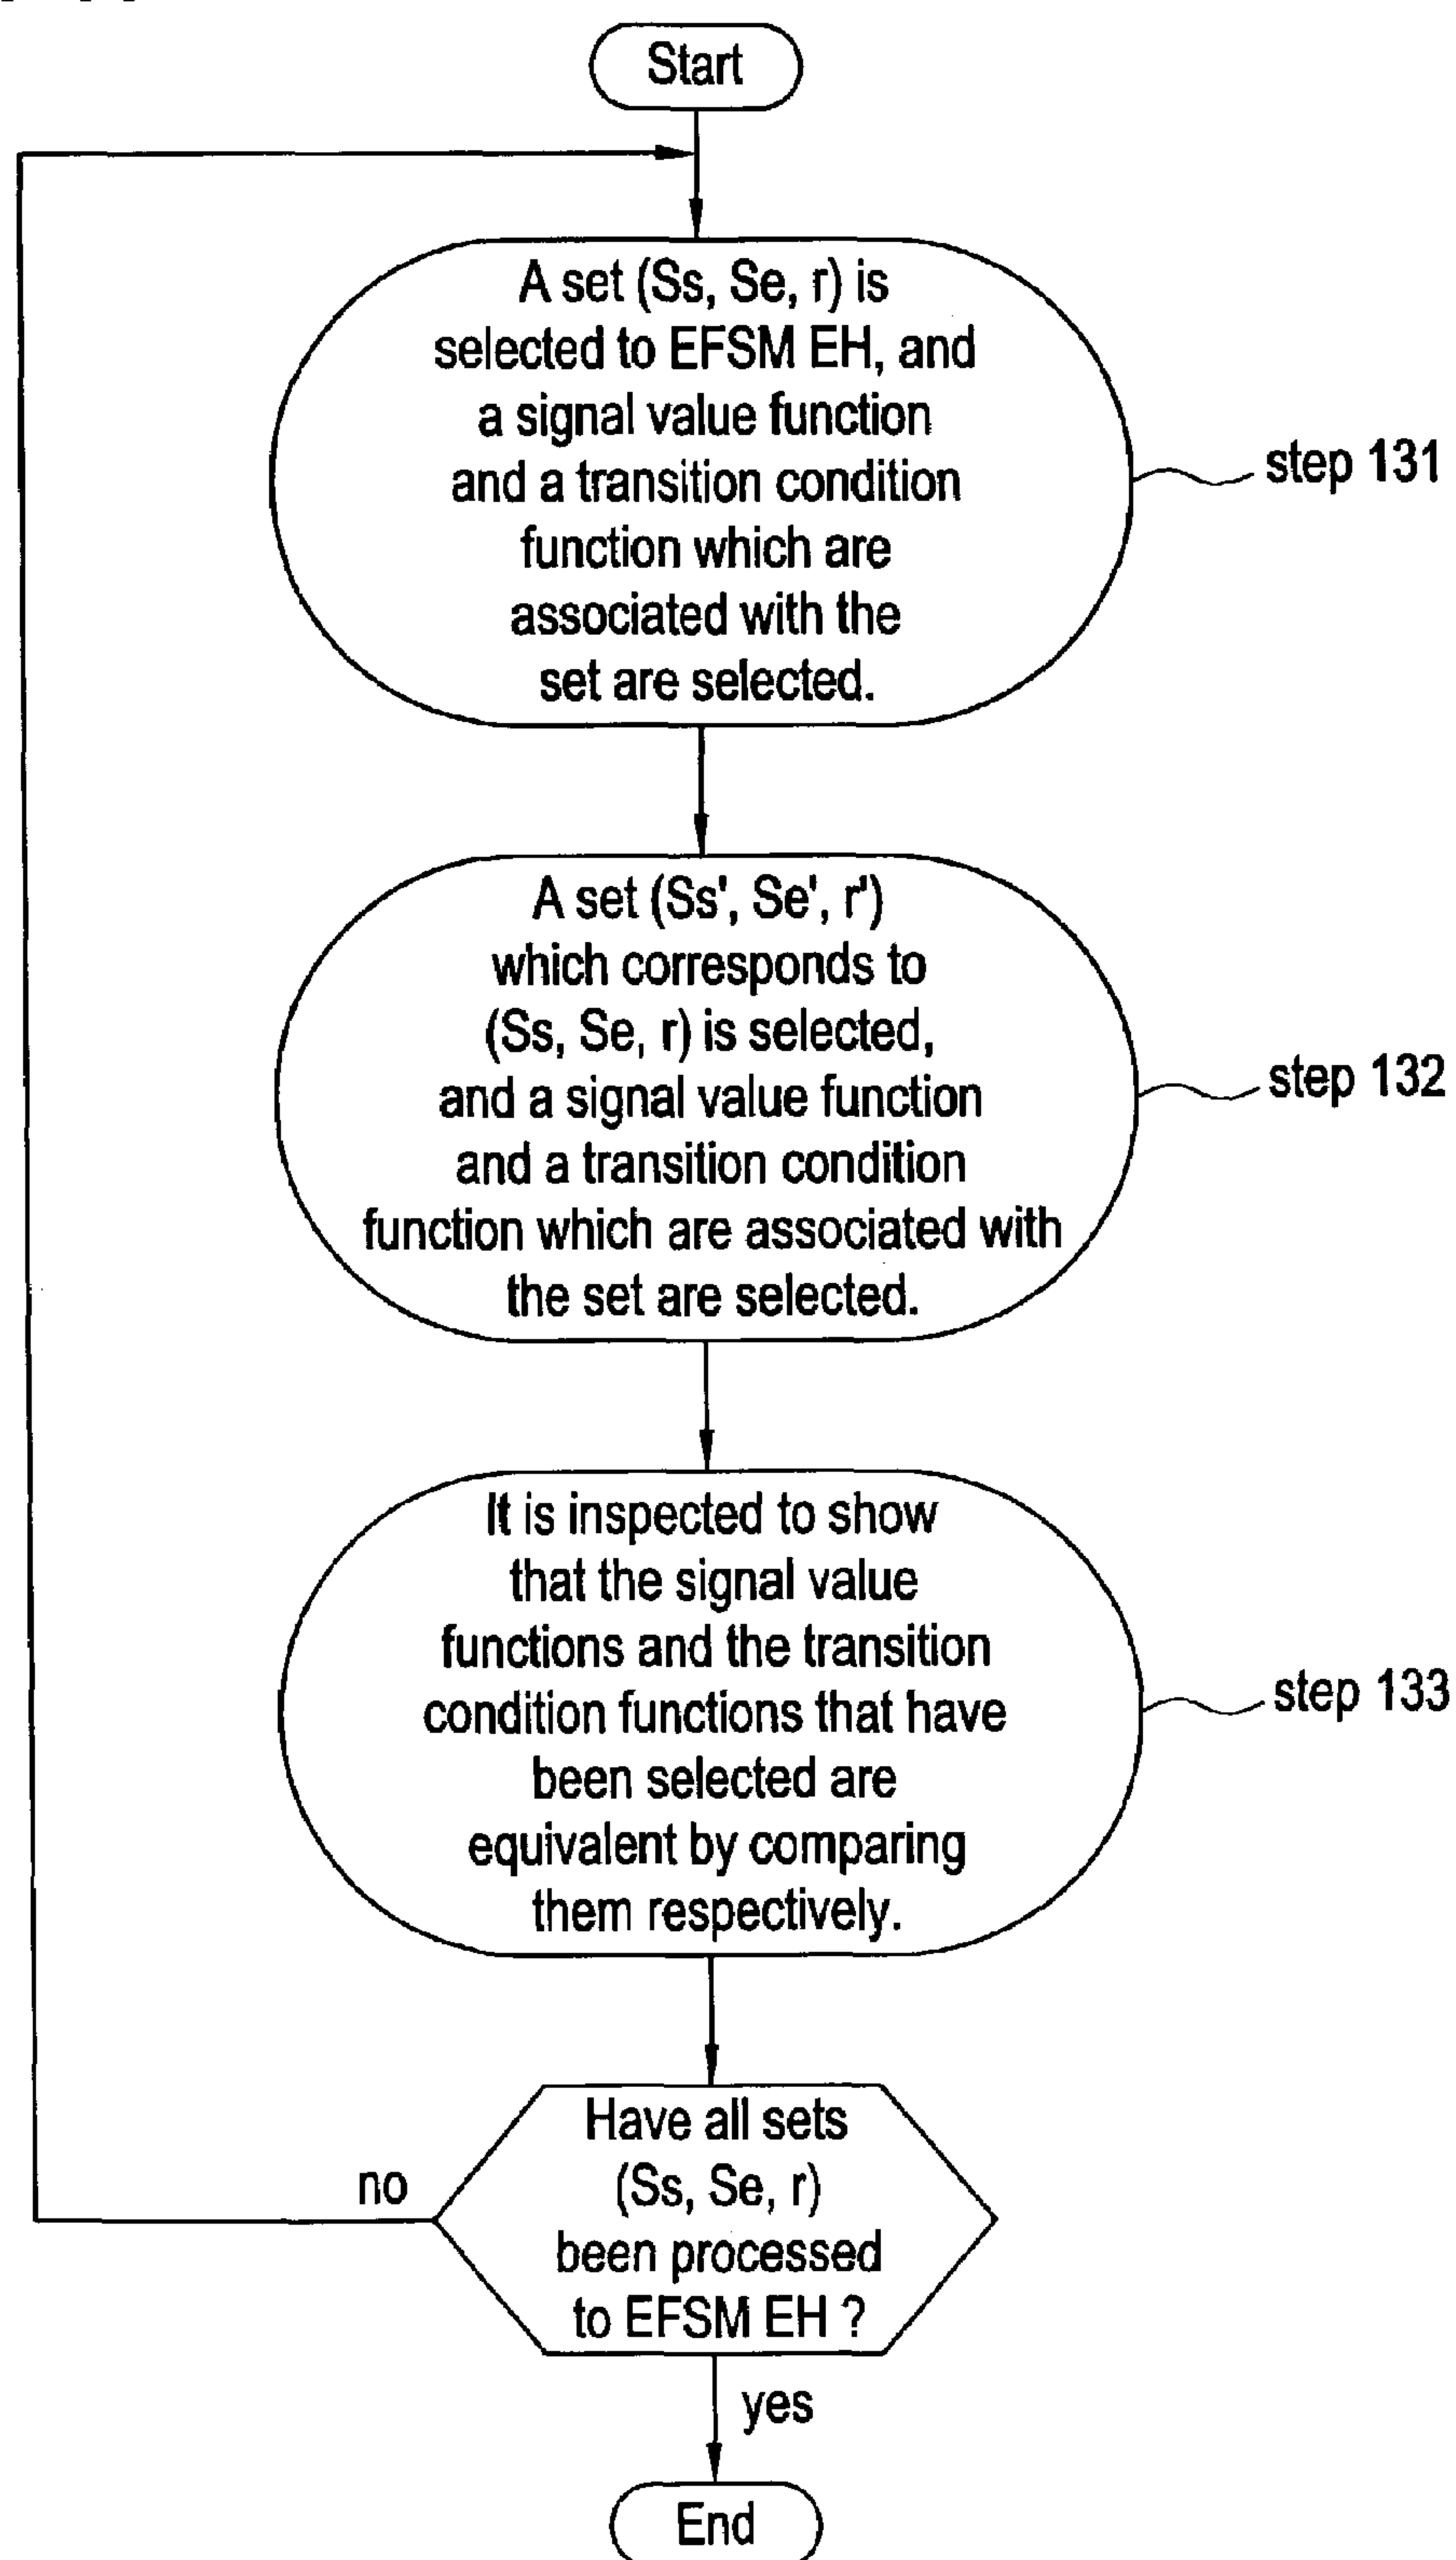 Start
A set (Ss, Se, r) is
selected to EFSM EH, and
a signal value function
and a transition condition
function which are
associated with the
set are selected.
step 131
A set (Ss', Se', r')
which corresponds to
(Ss, Se, r) is selected,
and a signal value function
and a transition condition
function which are associated with
the set are selected.
step 132
It is inspected to show
that the signal value
functions and the transition
condition functions that have
been selected are
equivalent by comparing
them respectively.
step 133
Have all sets
(Ss, Se, r)
been processed
to EFSM EH ?
no
yes
End